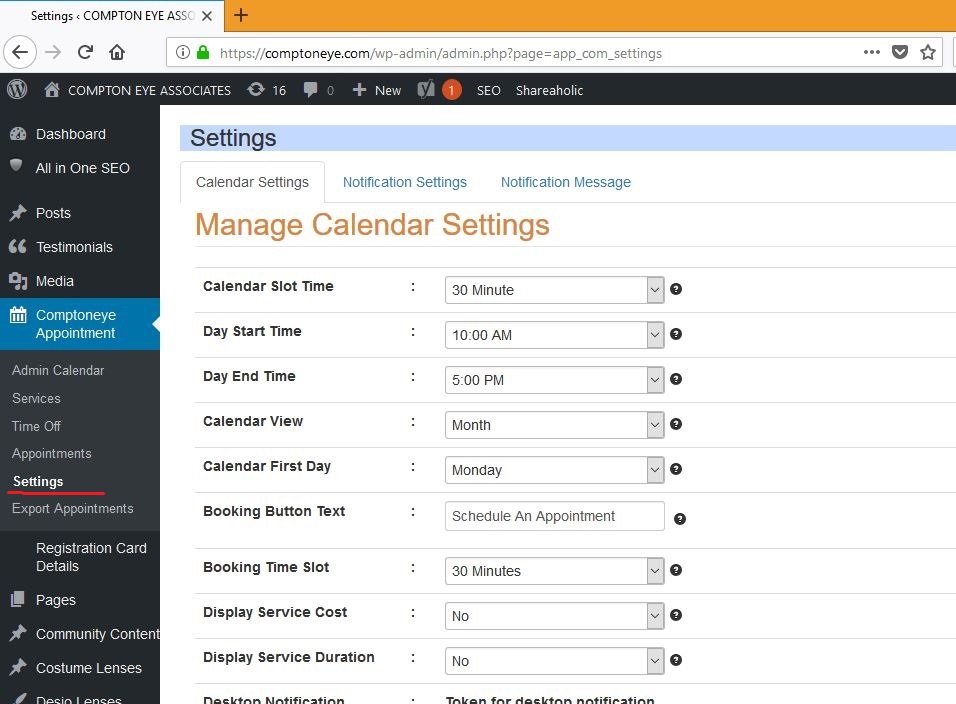 Settings ‹ COMPTON EYE ASSO
https://comptoneye.com/wp-admin/admin.php?page=app_com_settings
COMPTON EYE ASSOCIATES 16 0 New 1 SEO Shareaholic
Dashboard
All in One SEO
Posts
Testimonials
Media
Comptoneye
Appointment
Admin Calendar
Services
Time Off
Appointments
Settings
Export Appointments
Registration Card
Details
Pages
Community Content
Costume Lenses
Desio Lenses
Settings
Calendar Settings Notification Settings Notification Message
Manage Calendar Settings
Calendar Slot Time : 30 Minute
Day Start Time : 10:00 AM
Day End Time : 5:00 PM
Calendar View : Month
Calendar First Day : Monday
Booking Button Text : Schedule An Appointment
Booking Time Slot : 30 Minutes
Display Service Cost : No
Display Service Duration : No
Desktop Notification : Token for desktop notification